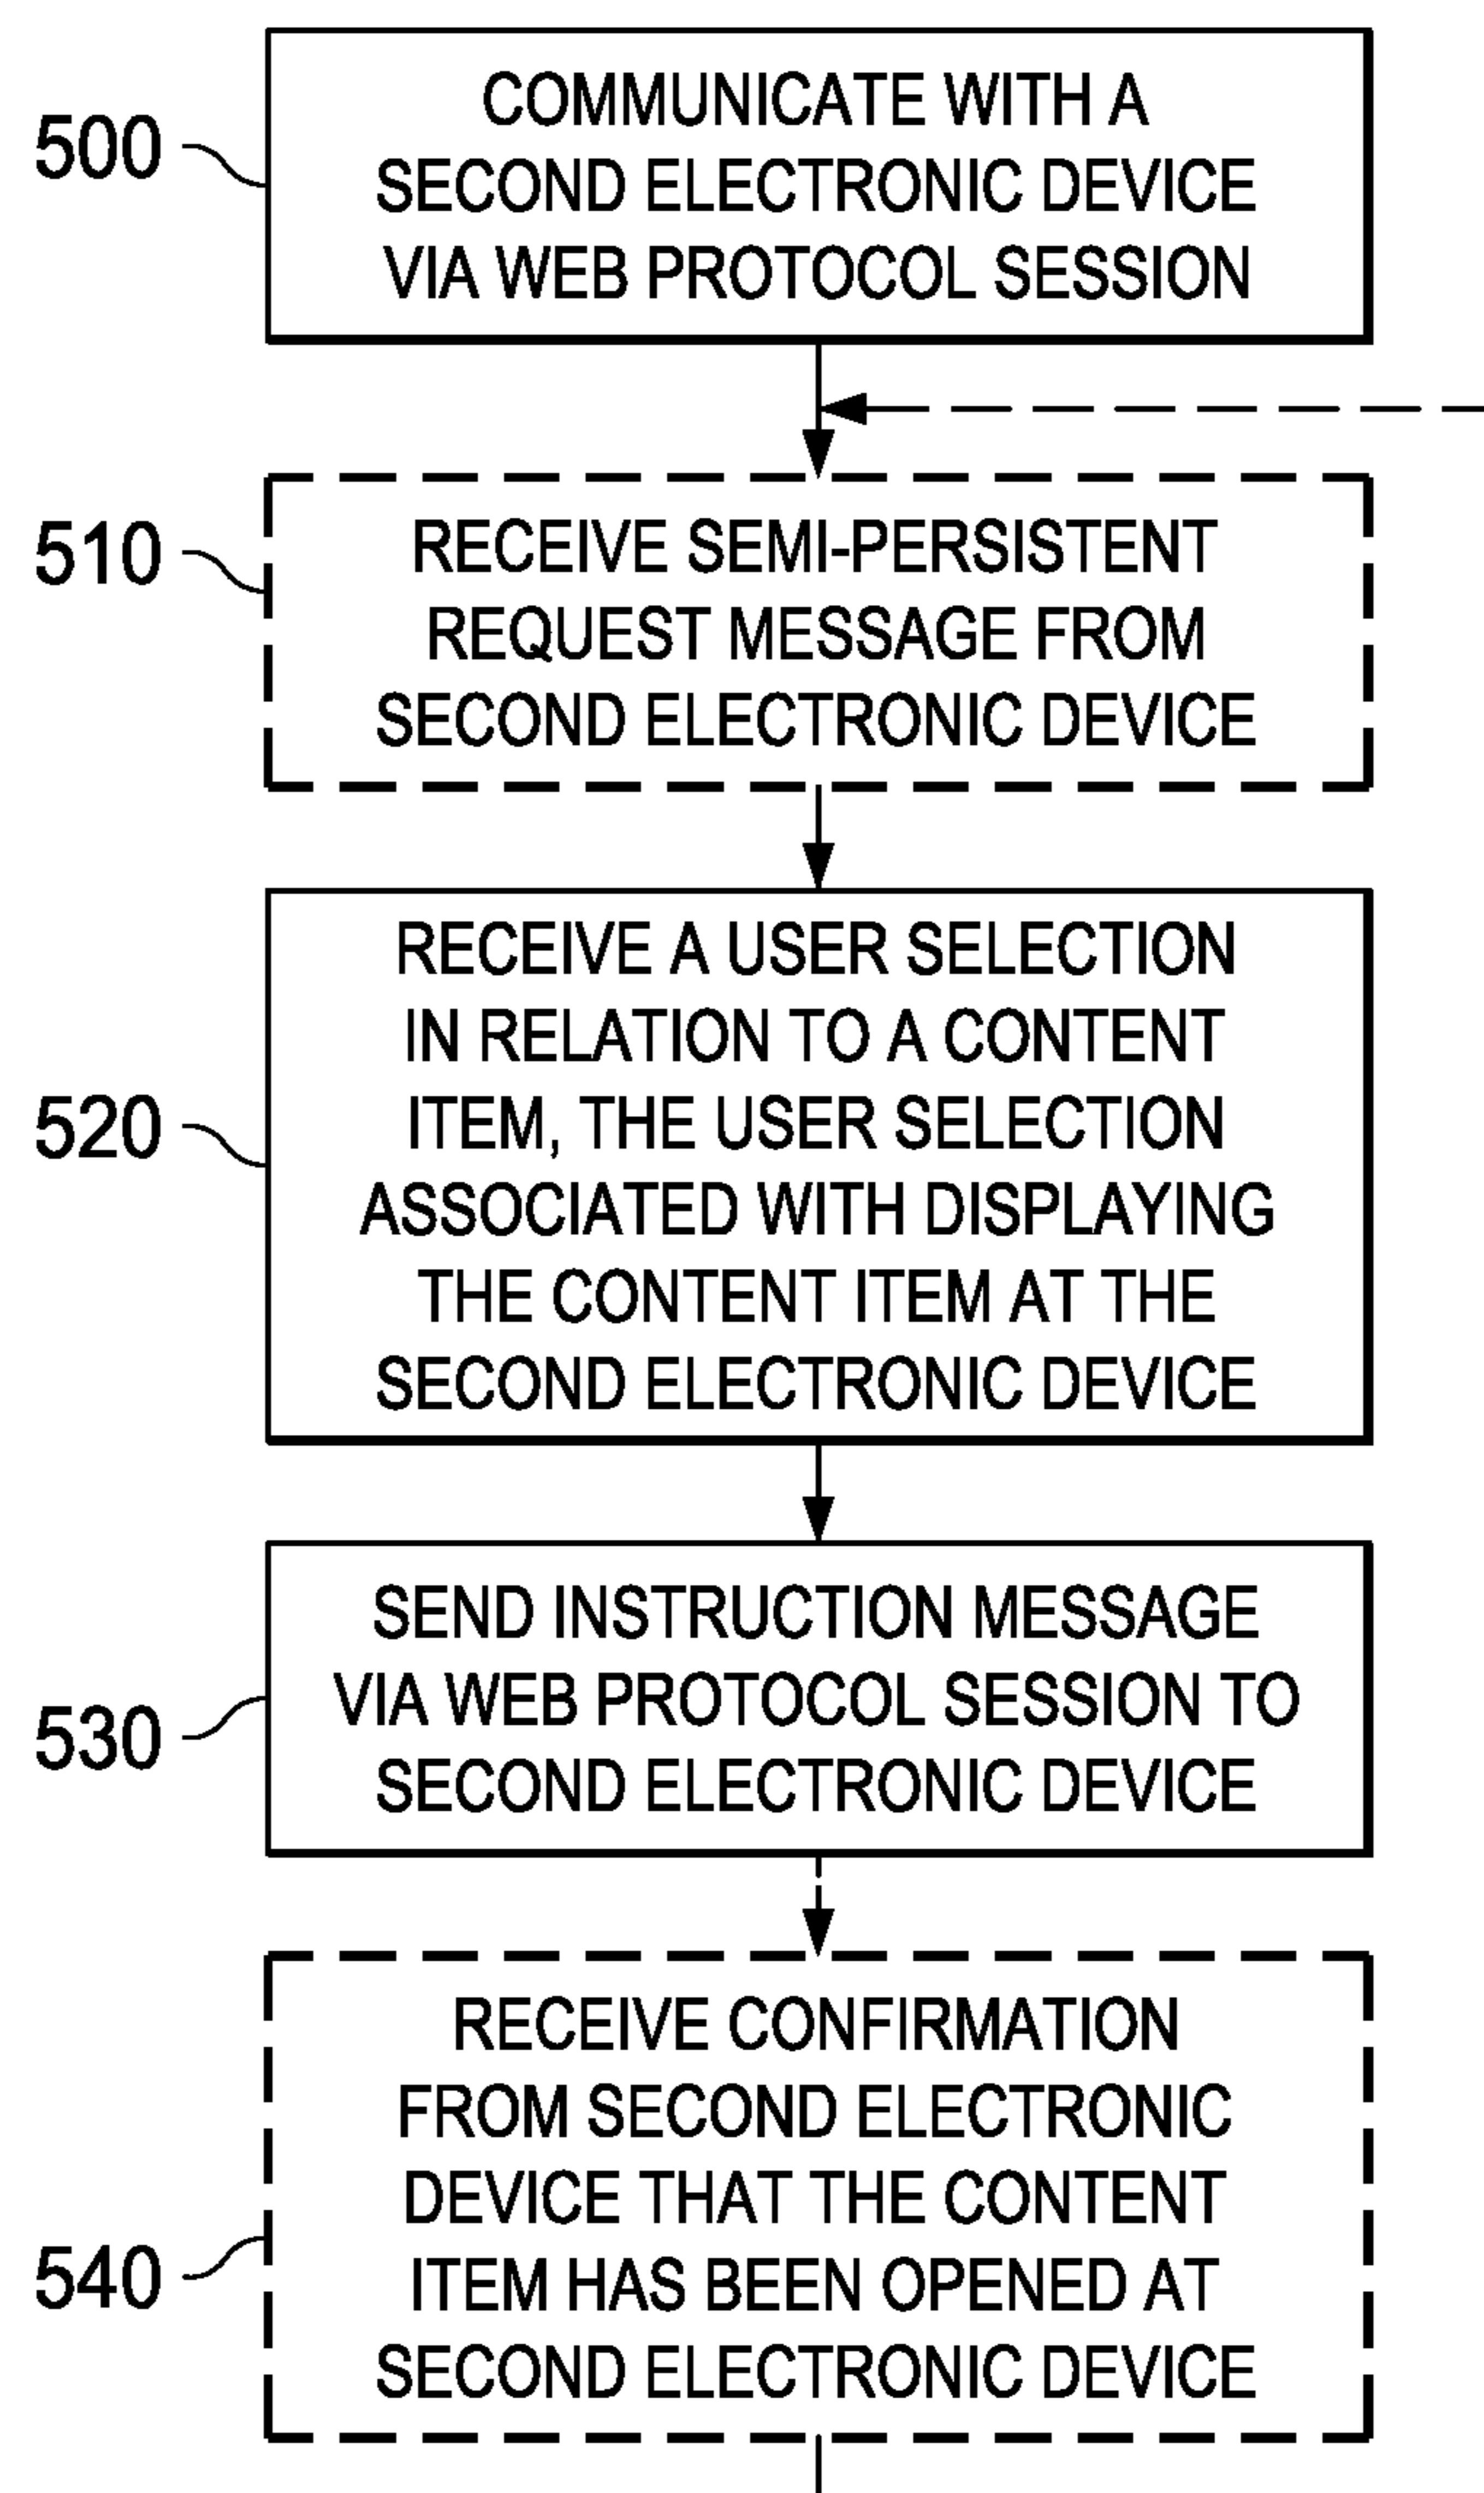 500
COMMUNICATE WITH A
SECOND ELECTRONIC DEVICE
VIA WEB PROTOCOL SESSION
510
RECEIVE SEMI-PERSISTENT
REQUEST MESSAGE FROM
SECOND ELECTRONIC DEVICE
520
RECEIVE A USER SELECTION
IN RELATION TO A CONTENT
ITEM, THE USER SELECTION
ASSOCIATED WITH DISPLAYING
THE CONTENT ITEM AT THE
SECOND ELECTRONIC DEVICE
530
SEND INSTRUCTION MESSAGE
VIA WEB PROTOCOL SESSION TO
SECOND ELECTRONIC DEVICE
540
RECEIVE CONFIRMATION
FROM SECOND ELECTRONIC
DEVICE THAT THE CONTENT
ITEM HAS BEEN OPENED AT
SECOND ELECTRONIC DEVICE